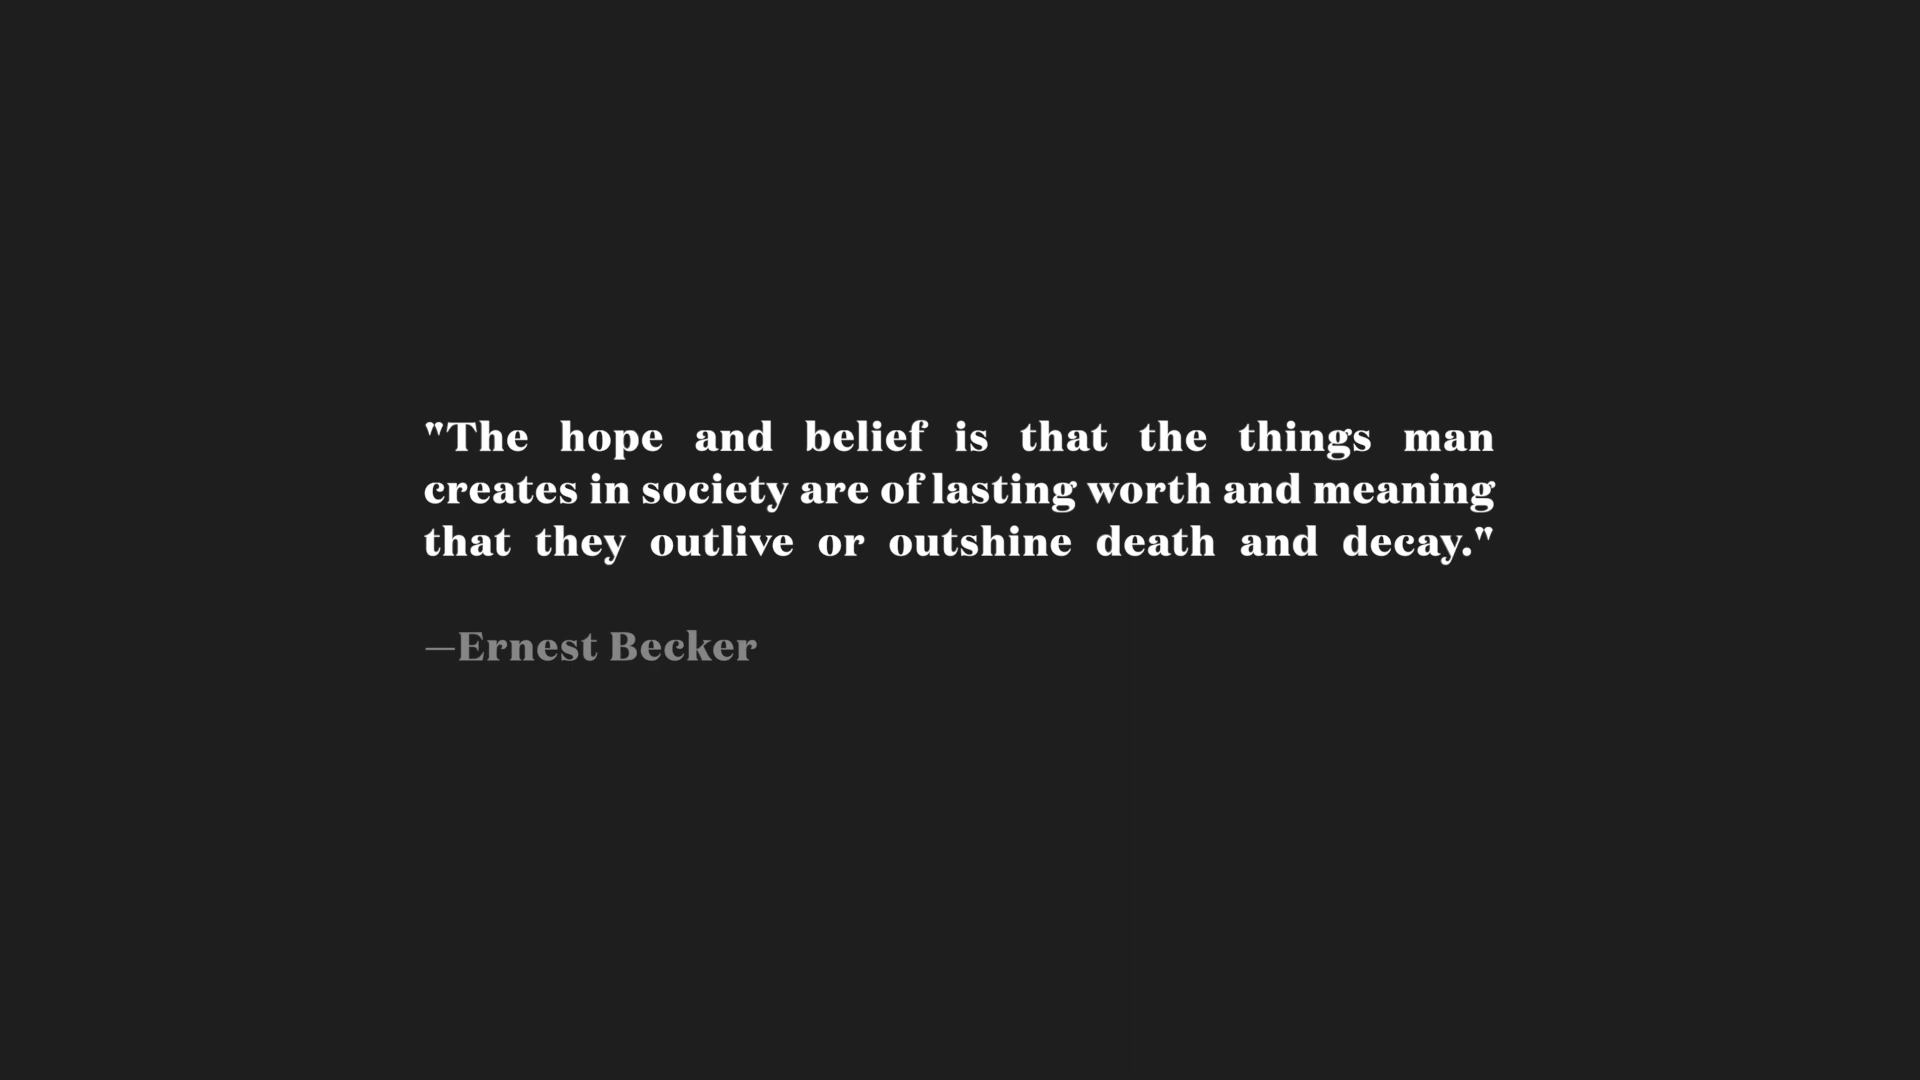 "The hope and belief is that the things man
creates in society are of lasting worth and meaning
that they outlive or outshine death and decay."
—Ernest Becker